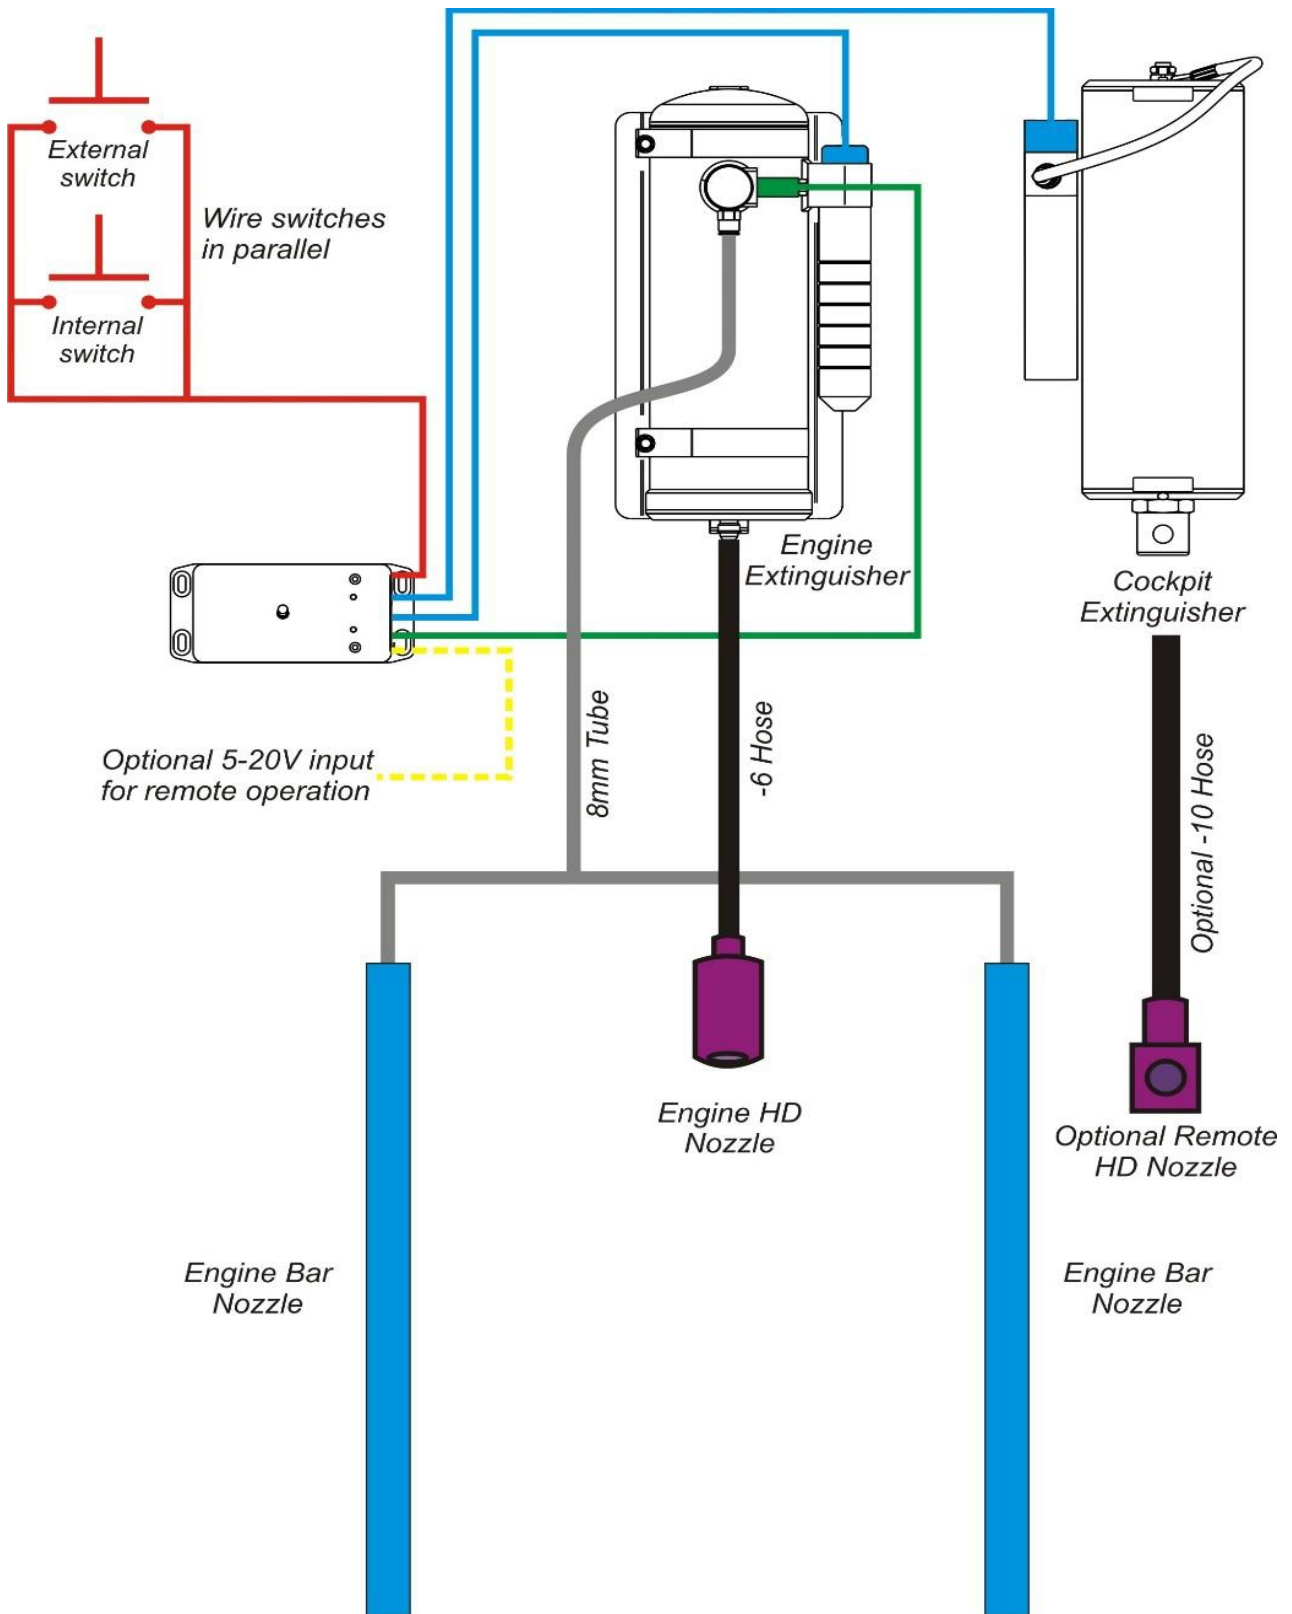 External
switch
Wire switches
in parallel
Internal
switch
Engine
Extinguisher
Cockpit
Extinguisher
Optional 5-20V input
for remote operation
8mm Tube
-6 Hose
Optional -10 Hose
Engine HD
Nozzle
Optional Remote
HD Nozzle
Engine Bar
Nozzle
Engine Bar
Nozzle